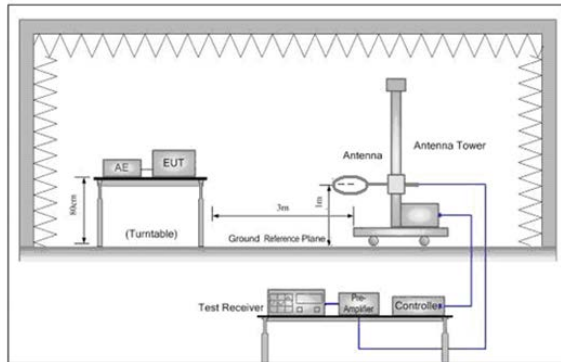 Antenna Tower
Antenna
EUT
AE
80cm
(Turntable)
3m
1m
Ground Reference Plane
Test Receiver
Pre-
Amplifier
Controller